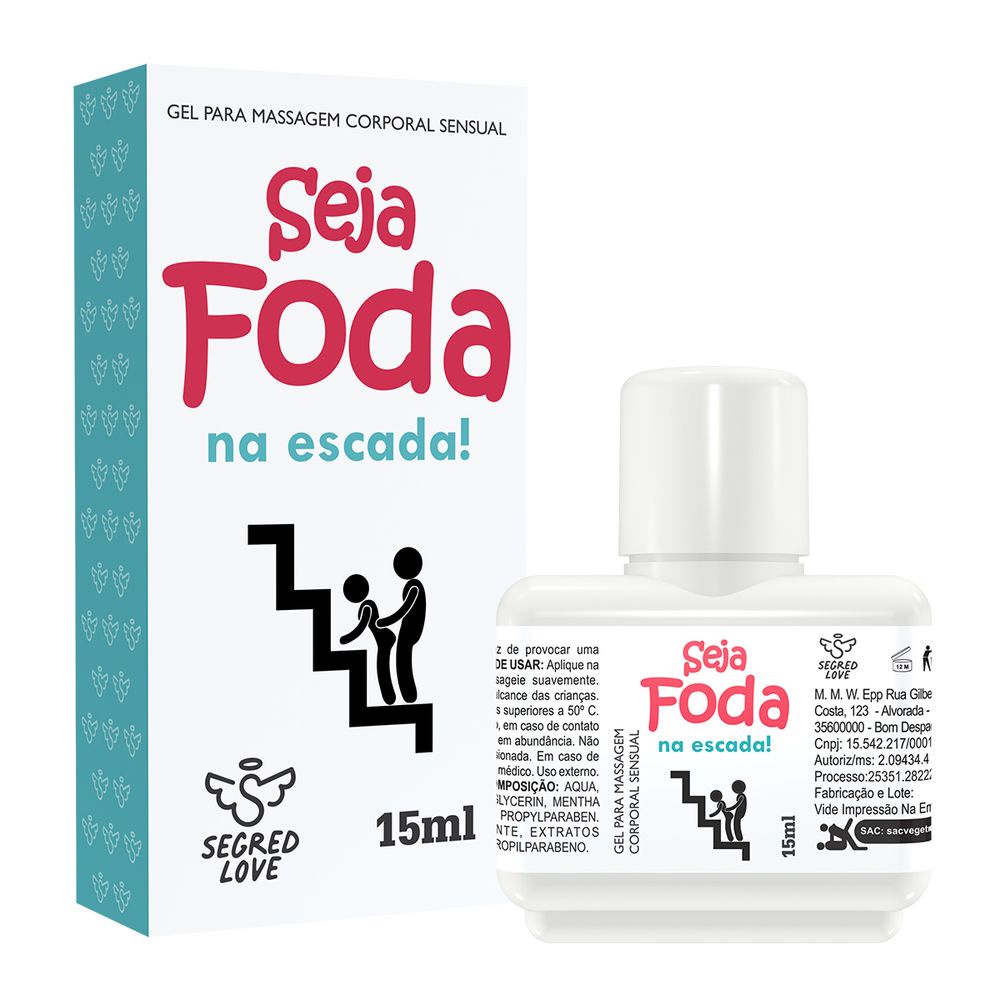 GEL PARA MASSAGEM CORPORAL SENSUAL
Seja
Foda
na escada!
SEGRED
LOVE
15ml
z de provocar uma
DE USAR: Aplique na
sageie suavemente.
alcance das crianças.
s superiores a 50º C.
o, em caso de contato
em abundância. Não
sionada. Em caso de
médico. Uso externo.
MPOSIÇÃO: AQUA,
GLYCERIN, MENTHA
PROPYLPARABEN.
NTE, EXTRATOS
ROPILPARABENO.
GEL PARA MASSAGEM
CORPORAL SENSUAL
Seja
Foda
na escada!
15ml
SEGRED
LOVE
12 M
M. M. W. Epp Rua Gilbe
Costa, 123 - Alvorada -
35600000 - Bom Despa
Cnpj: 15.542.217/0001
Autoriz/ms: 2.09434.4
Processo:25351.28222
Fabricação e Lote:
Vide Impressão Na Em
SAC: sacveget